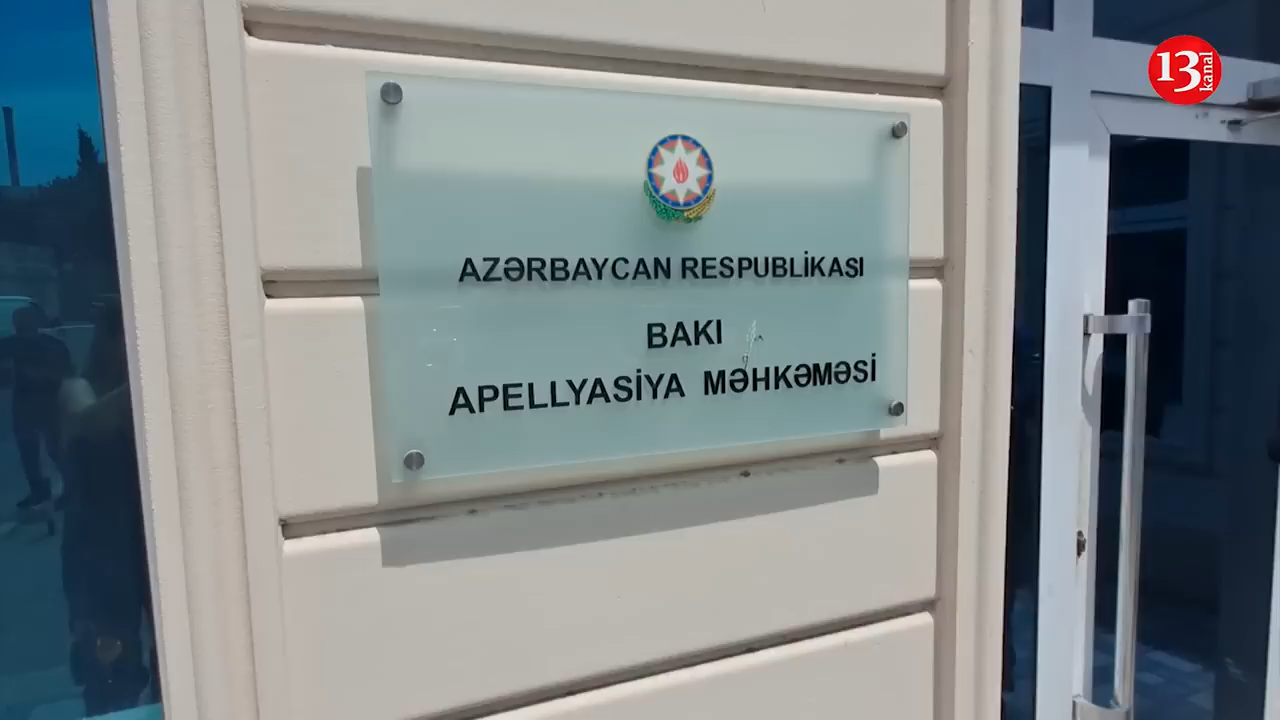 13
kanal
AZƏRBAYCAN RESPUBLİKASI
BAKI
APELLYASİYA MƏHKƏMƏSİ